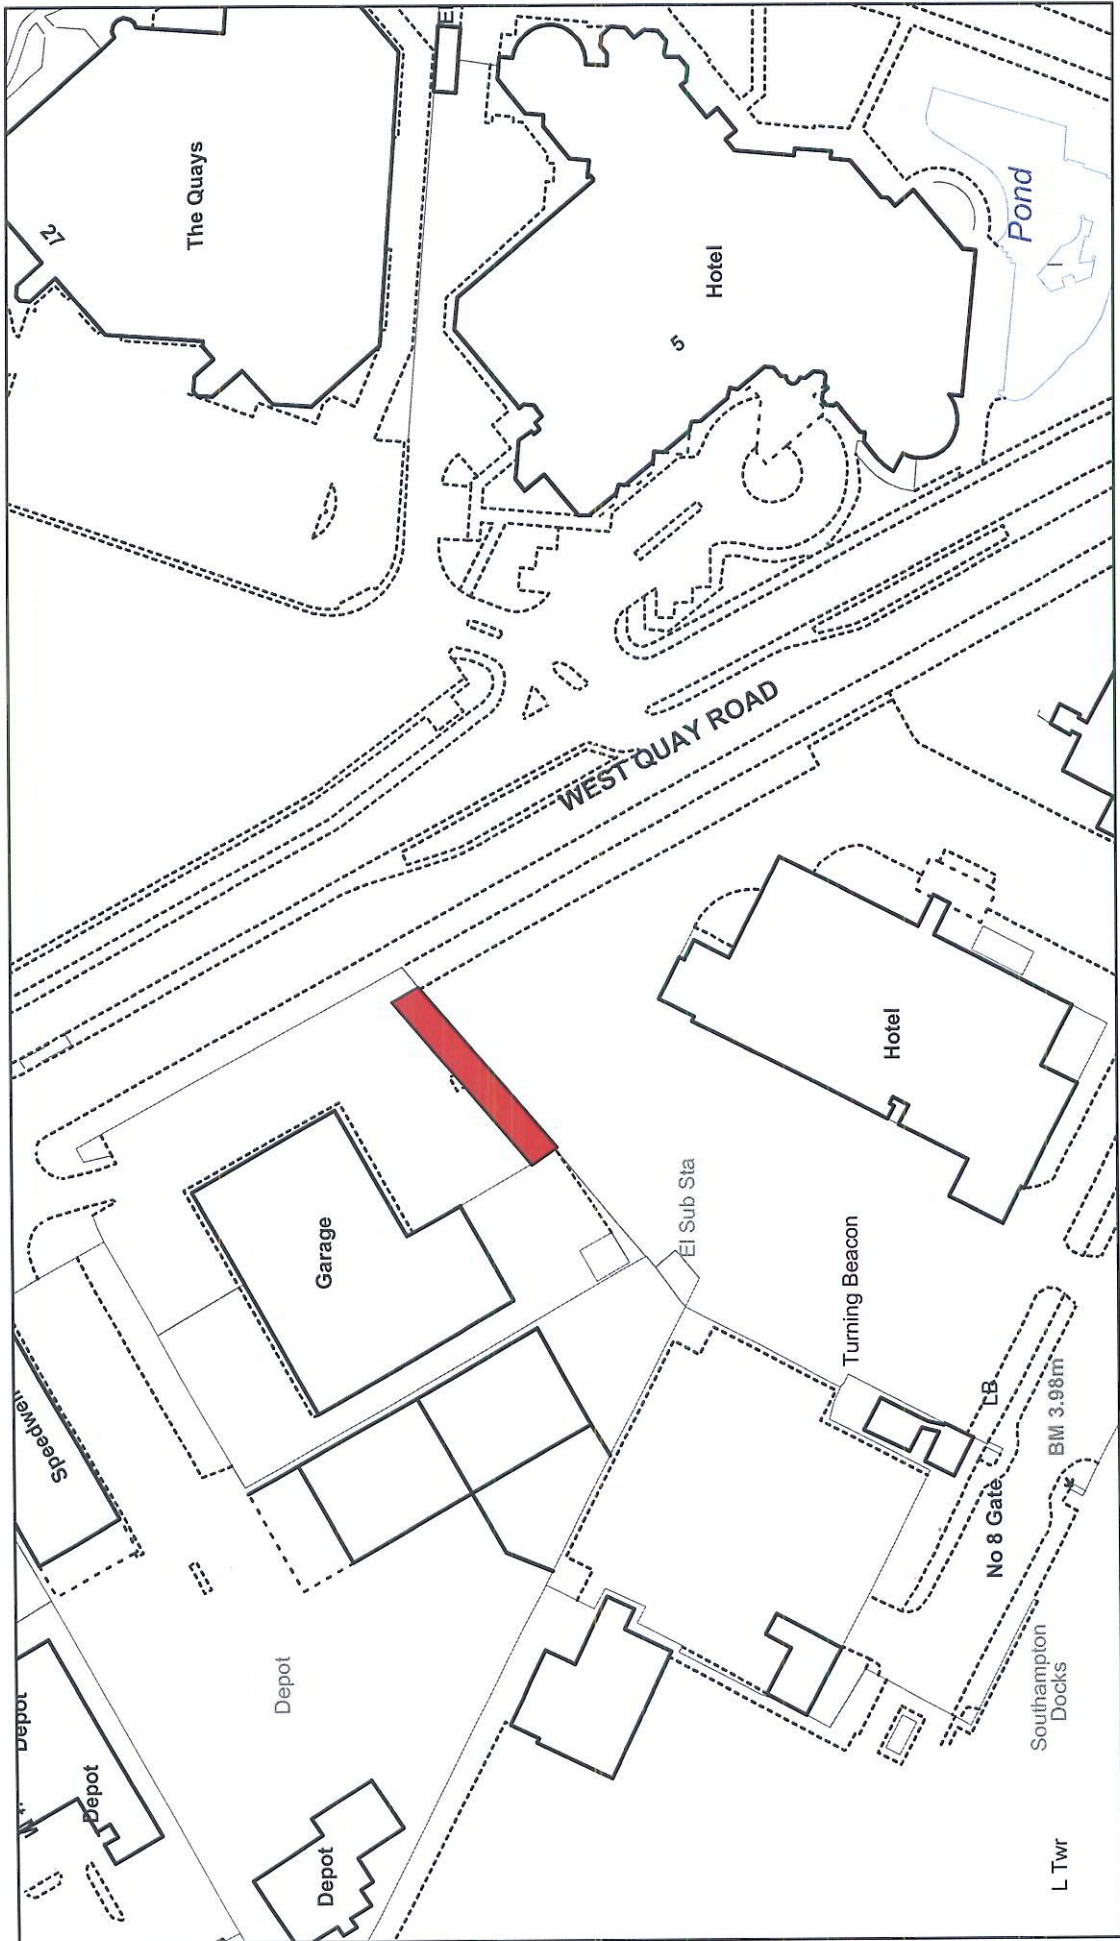 El
27
The Quays
Pond
Hotel
5
WEST QUAY ROAD
Hotel
Garage
El Sub Sta
Turning Beacon
Speedwell
LB
BM 3.98m
No 8 Gate
Depot
Southampton
Docks
Depot
Depot
Depot
L Twr